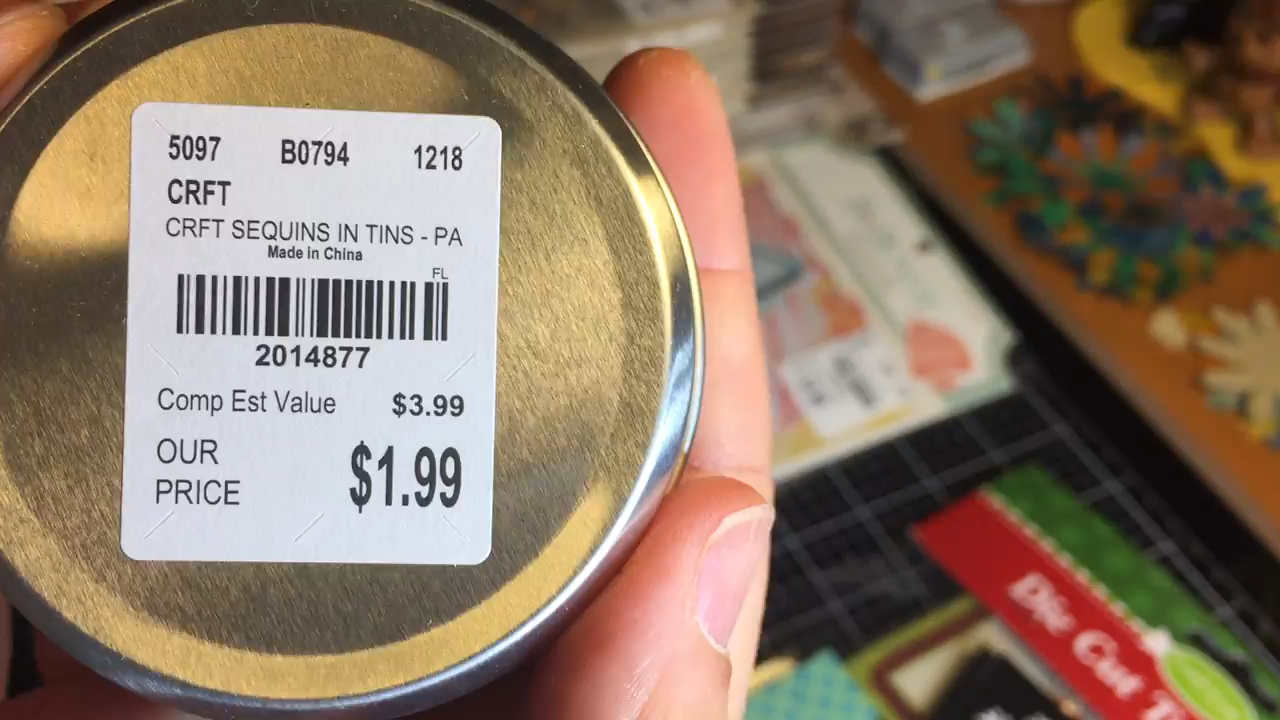 5097 B0794 1218
CRFT
CRFT SEQUINS IN TINS - PA
Made in China
FL
2014877
Comp Est Value $3.99
OUR
PRICE $1.99
Die Cut